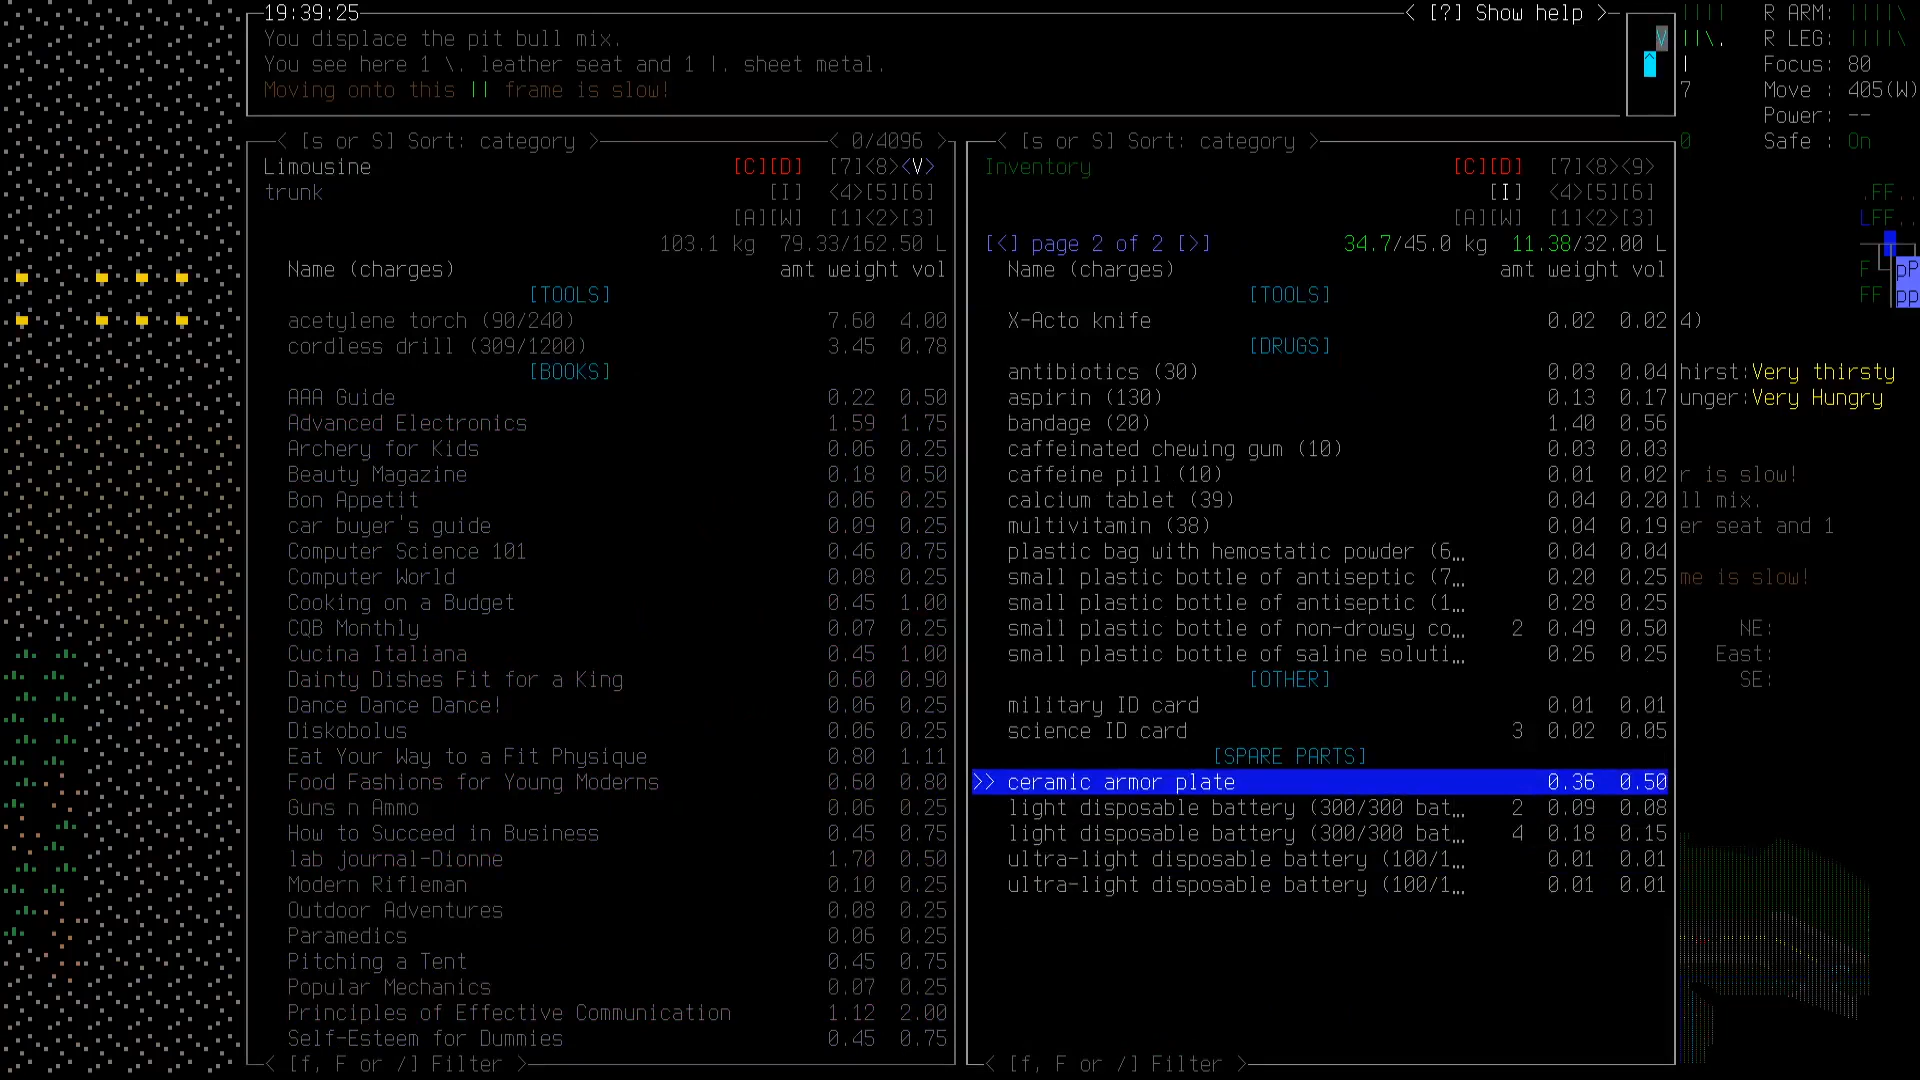 19:39:25
< [?] Show help >
You displace the pit bull mix.
You see here 1 \. leather seat and 1 |. sheet metal.
Moving onto this || frame is slow!
R ARM: ||||\
||\. R LEG: ||||\
Focus: 80
7 Move : 405(W)
Power: --
0 Safe : On
< [s or S] Sort: category > < 0/4096 >
Limousine [C][D] [7]<8><V>
trunk [I] <4>[5][6]
[A][W] [1]<2>[3]
103.1 kg 79.33/162.50 L
Name (charges) amt weight vol
[TOOLS]
acetylene torch (90/240) 7.60 4.00
cordless drill (309/1200) 3.45 0.78
[BOOKS]
AAA Guide 0.22 0.50
Advanced Electronics 1.59 1.75
Archery for Kids 0.06 0.25
Beauty Magazine 0.18 0.50
Bon Appetit 0.06 0.25
car buyer's guide 0.09 0.25
Computer Science 101 0.46 0.75
Computer World 0.08 0.25
Cooking on a Budget 0.45 1.00
CQB Monthly 0.07 0.25
Cucina Italiana 0.45 1.00
Dainty Dishes Fit for a King 0.60 0.90
Dance Dance Dance! 0.06 0.25
Diskobolus 0.06 0.25
Eat Your Way to a Fit Physique 0.80 1.11
Food Fashions for Young Moderns 0.60 0.80
Guns n Ammo 0.06 0.25
How to Succeed in Business 0.45 0.75
lab journal-Dionne 1.70 0.50
Modern Rifleman 0.10 0.25
Outdoor Adventures 0.08 0.25
Paramedics 0.06 0.25
Pitching a Tent 0.45 0.75
Popular Mechanics 0.07 0.25
Principles of Effective Communication 1.12 2.00
Self-Esteem for Dummies 0.45 0.75
< [f, F or /] Filter >
< [s or S] Sort: category >
Inventory [C][D] [7]<8><9>
[I] <4>[5][6]
[A][W] [1]<2>[3]
[<] page 2 of 2 [>] 34.7/45.0 kg 11.38/32.00 L
Name (charges) amt weight vol
[TOOLS]
X-Acto knife 0.02 0.02
[DRUGS]
antibiotics (30) 0.03 0.04
aspirin (130) 0.13 0.17
bandage (20) 1.40 0.56
caffeinated chewing gum (10) 0.03 0.03
caffeine pill (10) 0.01 0.02
calcium tablet (39) 0.04 0.20
multivitamin (38) 0.04 0.19
plastic bag with hemostatic powder (6… 0.04 0.04
small plastic bottle of antiseptic (7… 0.20 0.25
small plastic bottle of antiseptic (1… 0.28 0.25
small plastic bottle of non-drowsy co… 2 0.49 0.50
small plastic bottle of saline soluti… 0.26 0.25
[OTHER]
military ID card 0.01 0.01
science ID card 3 0.02 0.05
[SPARE PARTS]
>> ceramic armor plate 0.36 0.50
light disposable battery (300/300 bat… 2 0.09 0.08
light disposable battery (300/300 bat… 4 0.18 0.15
ultra-light disposable battery (100/1… 0.01 0.01
ultra-light disposable battery (100/1… 0.01 0.01
< [f, F or /] Filter >
.FF..
LFF..
F pP
FF pp
4)
hirst:Very thirsty
unger:Very Hungry
r is slow!
ll mix.
er seat and 1
me is slow!
NE:
East:
SE: